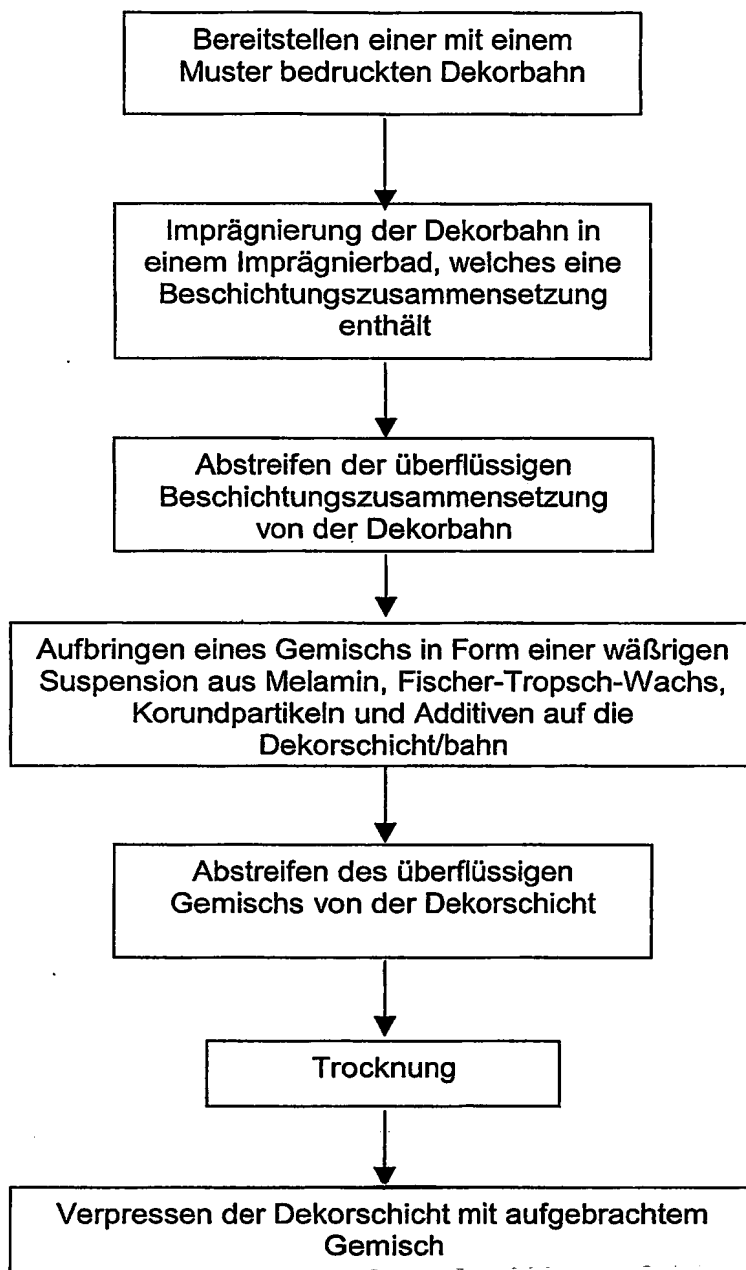 Bereitstellen einer mit einem
Muster bedruckten Dekorbahn
Imprägnierung der Dekorbahn in
einem Imprägnierbad, welches eine
Beschichtungszusammensetzung
enthält
Abstreifen der überflüssigen
Beschichtungszusammensetzung
von der Dekorbahn
Aufbringen eines Gemischs in Form einer wäßrigen
Suspension aus Melamin, Fischer-Tropsch-Wachs,
Korundpartikeln und Additiven auf die
Dekorschicht/bahn
Abstreifen des überflüssigen
Gemischs von der Dekorschicht
Trocknung
Verpressen der Dekorschicht mit aufgebrachtem
Gemisch